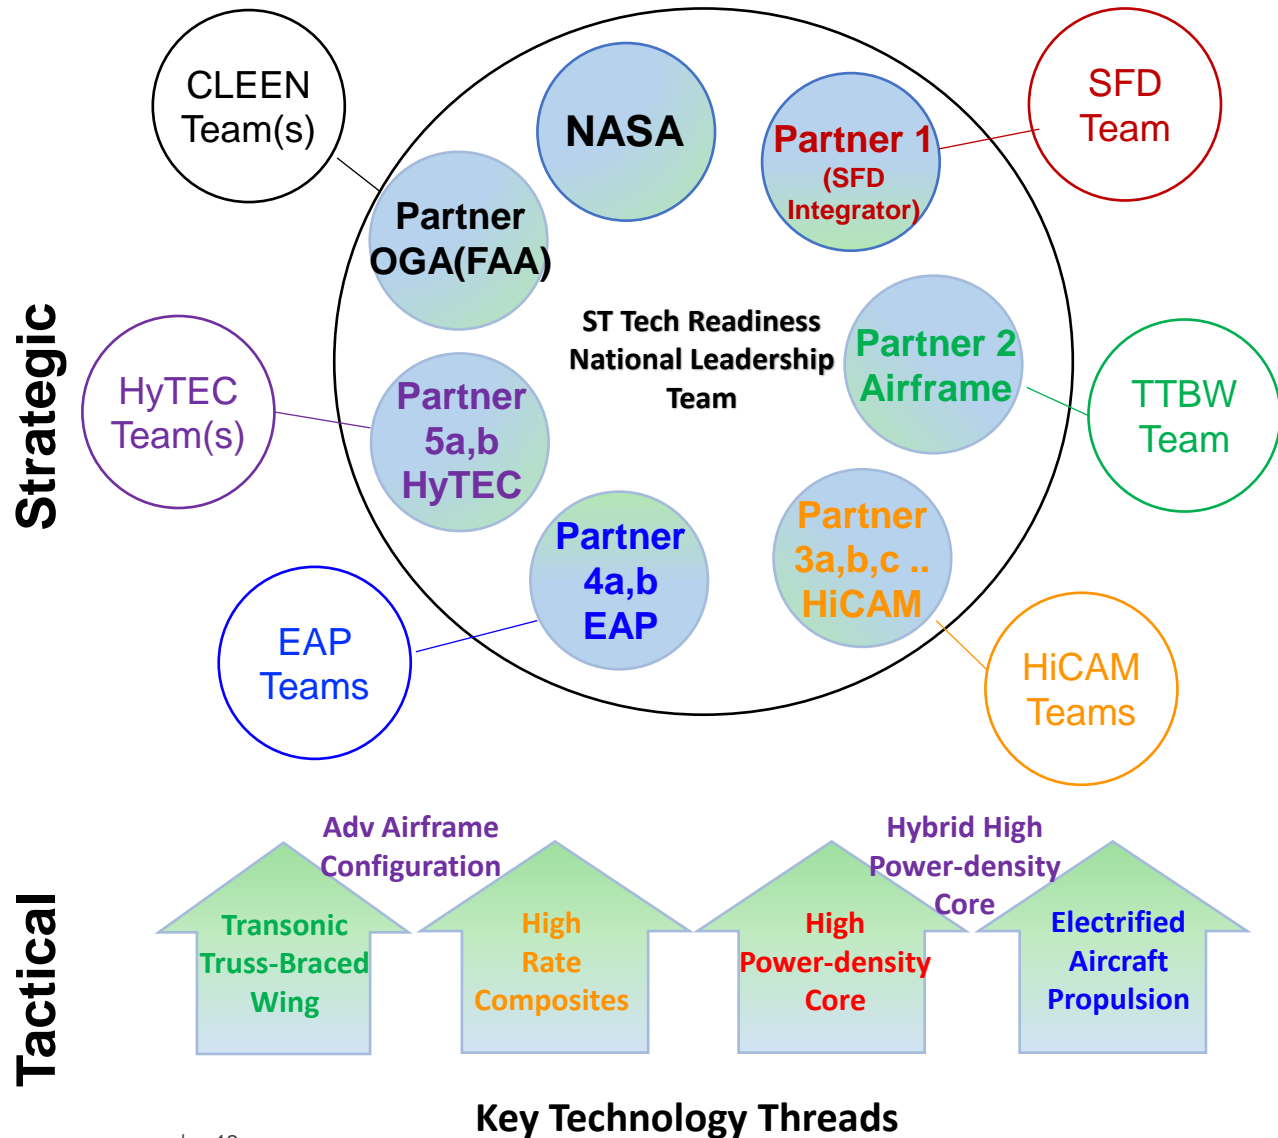 CLEEN
Team(s)
NASA
Partner 1
(SFD
Integrator)
SFD
Team
Partner
OGA(FAA)
ST Tech Readiness
National Leadership
Team
Partner 2
Airframe
TTBW
Team
HyTEC
Team(s)
Partner
5a,b
HyTEC
Partner
4a,b
EAP
Partner
3a,b,c ..
HiCAM
EAP
Teams
HiCAM
Teams
Strategic
Adv Airframe
Configuration
Hybrid High
Power-density
Core
Transonic
Truss-Braced
Wing
High
Rate
Composites
High
Power-density
Core
Electrified
Aircraft
Propulsion
Tactical
Key Technology Threads